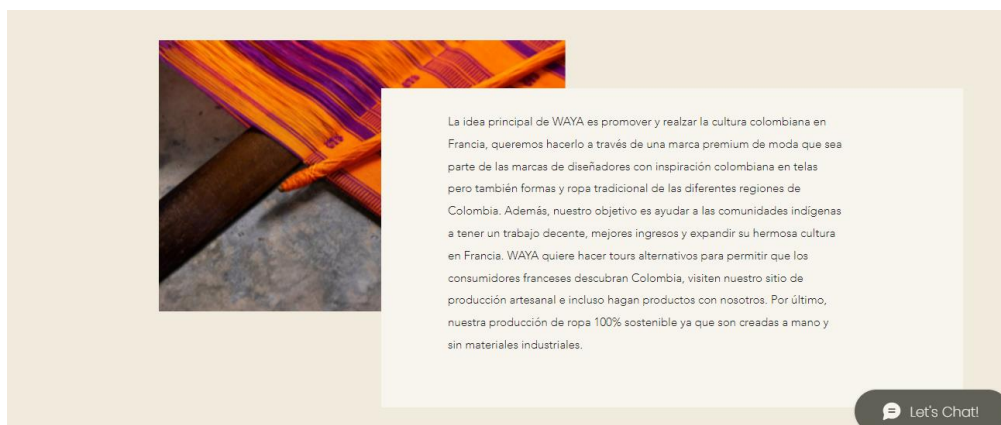 La idea principal de WAYA es promover y realzar la cultura colombiana en
Francia, queremos hacerlo a través de una marca premium de moda que sea
parte de las marcas de diseñadores con inspiración colombiana en telas
pero también formas y ropa tradicional de las diferentes regiones de
Colombia. Además, nuestro objetivo es ayudar a las comunidades indígenas
a tener un trabajo decente, mejores ingresos y expandir su hermosa cultura
en Francia. WAYA quiere hacer tours alternativos para permitir que los
consumidores franceses descubran Colombia, visiten nuestro sitio de
producción artesanal e incluso hagan productos con nosotros. Por último,
nuestra producción de ropa 100% sostenible ya que son creadas a mano y
sin materiales industriales.
Let's Chat!